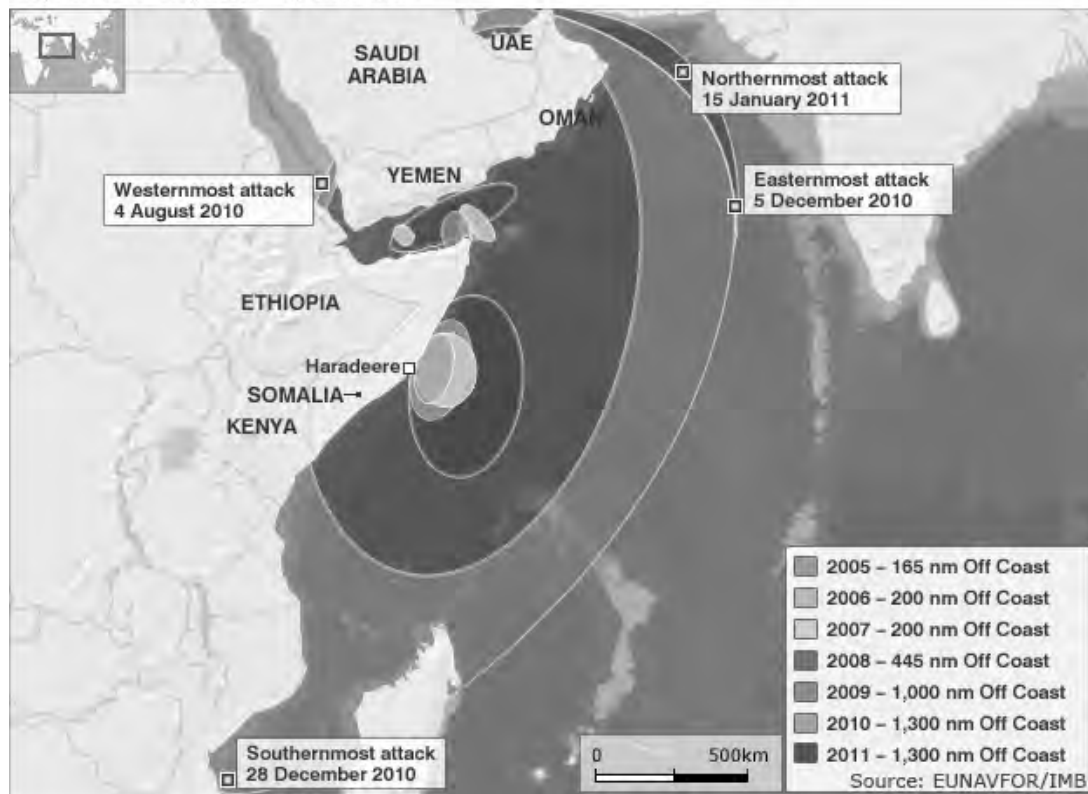 SAUDI
ARABIA
UAE
Northernmost attack
15 January 2011
OMAN
YEMEN
Westernmost attack
4 August 2010
Easternmost attack
5 December 2010
ETHIOPIA
Haradeere
SOMALIA
KENYA
2005 – 165 nm Off Coast
2006 – 200 nm Off Coast
2007 – 200 nm Off Coast
2008 – 445 nm Off Coast
2009 – 1,000 nm Off Coast
2010 – 1,300 nm Off Coast
2011 – 1,300 nm Off Coast
Source: EUNAVFOR/IMB
0 500km
Southernmost attack
28 December 2010